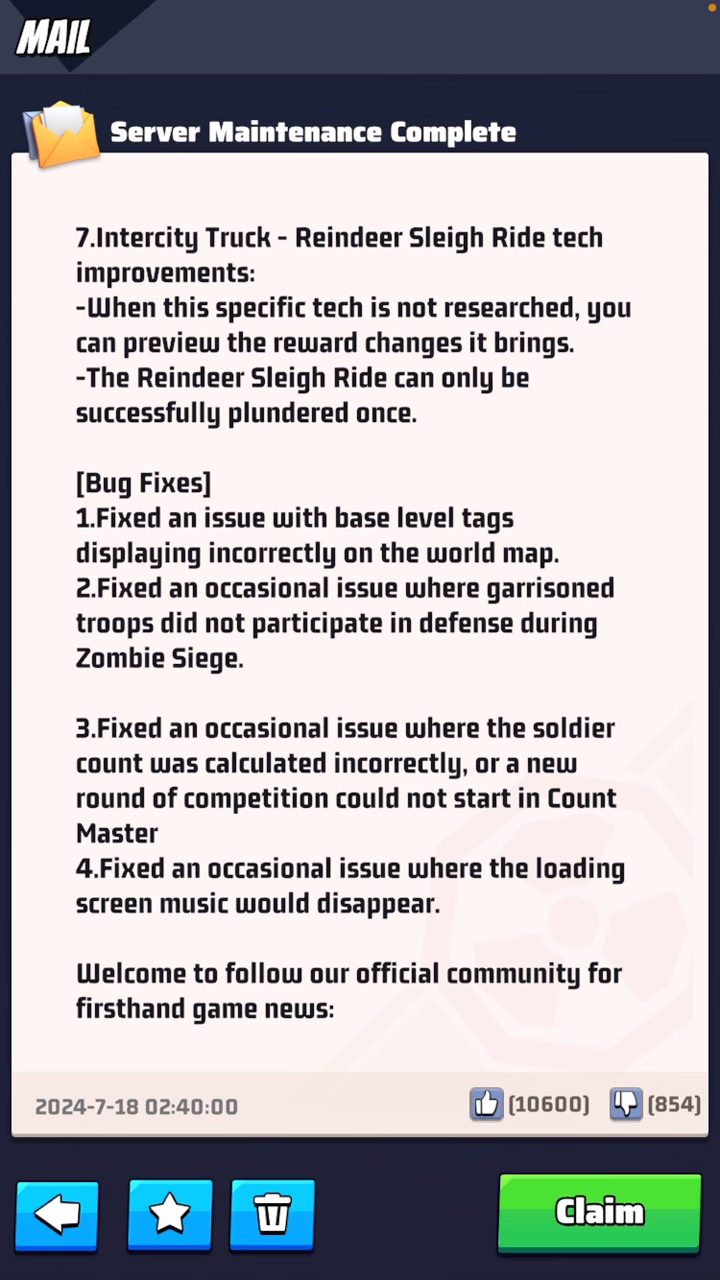 MAIL
Server Maintenance Complete
7.Intercity Truck - Reindeer Sleigh Ride tech
improvements:
-When this specific tech is not researched, you
can preview the reward changes it brings.
-The Reindeer Sleigh Ride can only be
successfully plundered once.
[Bug Fixes]
1.Fixed an issue with base level tags
displaying incorrectly on the world map.
2.Fixed an occasional issue where garrisoned
troops did not participate in defense during
Zombie Siege.
3.Fixed an occasional issue where the soldier
count was calculated incorrectly, or a new
round of competition could not start in Count
Master
4.Fixed an occasional issue where the loading
screen music would disappear.
Welcome to follow our official community for
firsthand game news:
2024-7-18 02:40:00 (10600) (854)
Claim